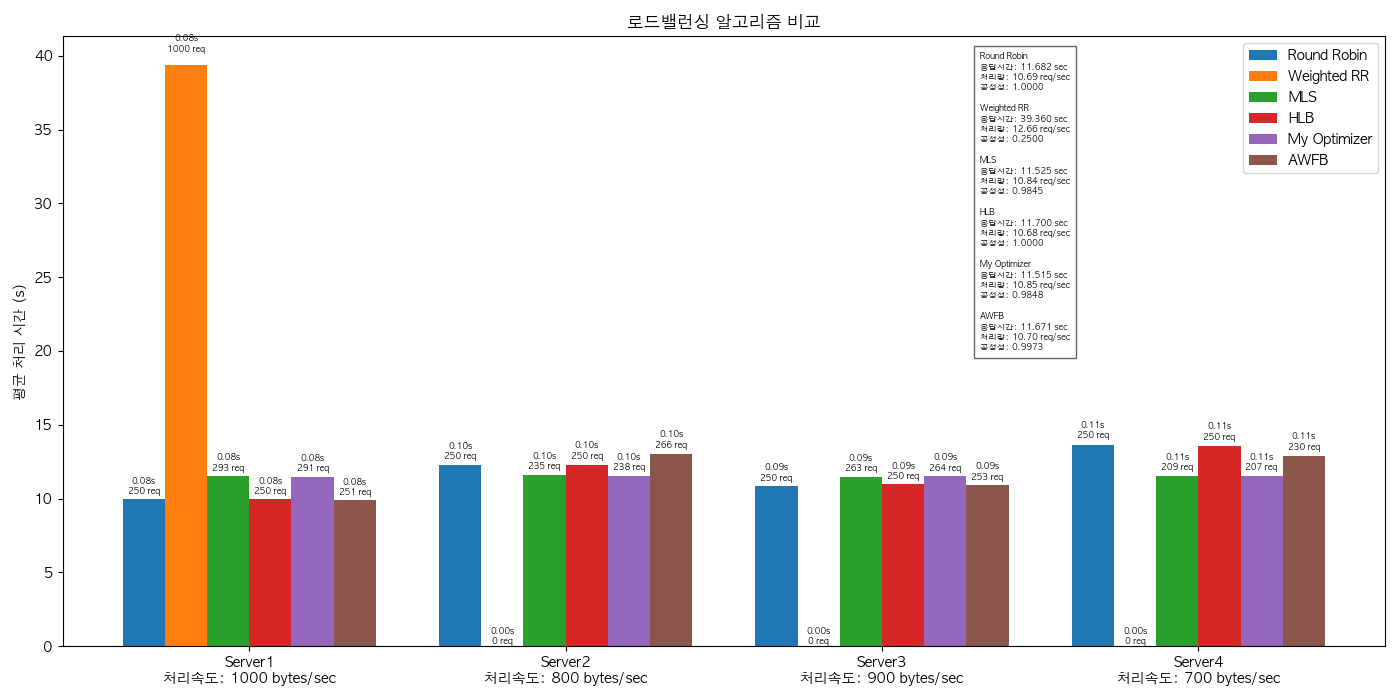 로드밸런싱 알고리즘 비교
평균 처리 시간 (s)
40
35
30
25
20
15
10
5
0
0.08s
1000 req
0.08s
250 req
0.08s
293 req
0.08s
250 req
0.08s
291 req
0.08s
251 req
0.10s
250 req
0.00s
0 req
0.10s
235 req
0.10s
250 req
0.10s
238 req
0.10s
266 req
0.09s
250 req
0.00s
0 req
0.09s
263 req
0.09s
250 req
0.09s
264 req
0.09s
253 req
0.11s
250 req
0.00s
0 req
0.11s
209 req
0.11s
250 req
0.11s
207 req
0.11s
230 req
Round Robin
응답시간: 11.682 sec
처리량: 10.69 req/sec
공정성: 1.0000
Weighted RR
응답시간: 39.360 sec
처리량: 12.66 req/sec
공정성: 0.2500
MLS
응답시간: 11.525 sec
처리량: 10.84 req/sec
공정성: 0.9845
HLB
응답시간: 11.700 sec
처리량: 10.68 req/sec
공정성: 1.0000
My Optimizer
응답시간: 11.515 sec
처리량: 10.85 req/sec
공정성: 0.9848
AWFB
응답시간: 11.671 sec
처리량: 10.70 req/sec
공정성: 0.9973
Round Robin
Weighted RR
MLS
HLB
My Optimizer
AWFB
Server1
처리속도: 1000 bytes/sec
Server2
처리속도: 800 bytes/sec
Server3
처리속도: 900 bytes/sec
Server4
처리속도: 700 bytes/sec